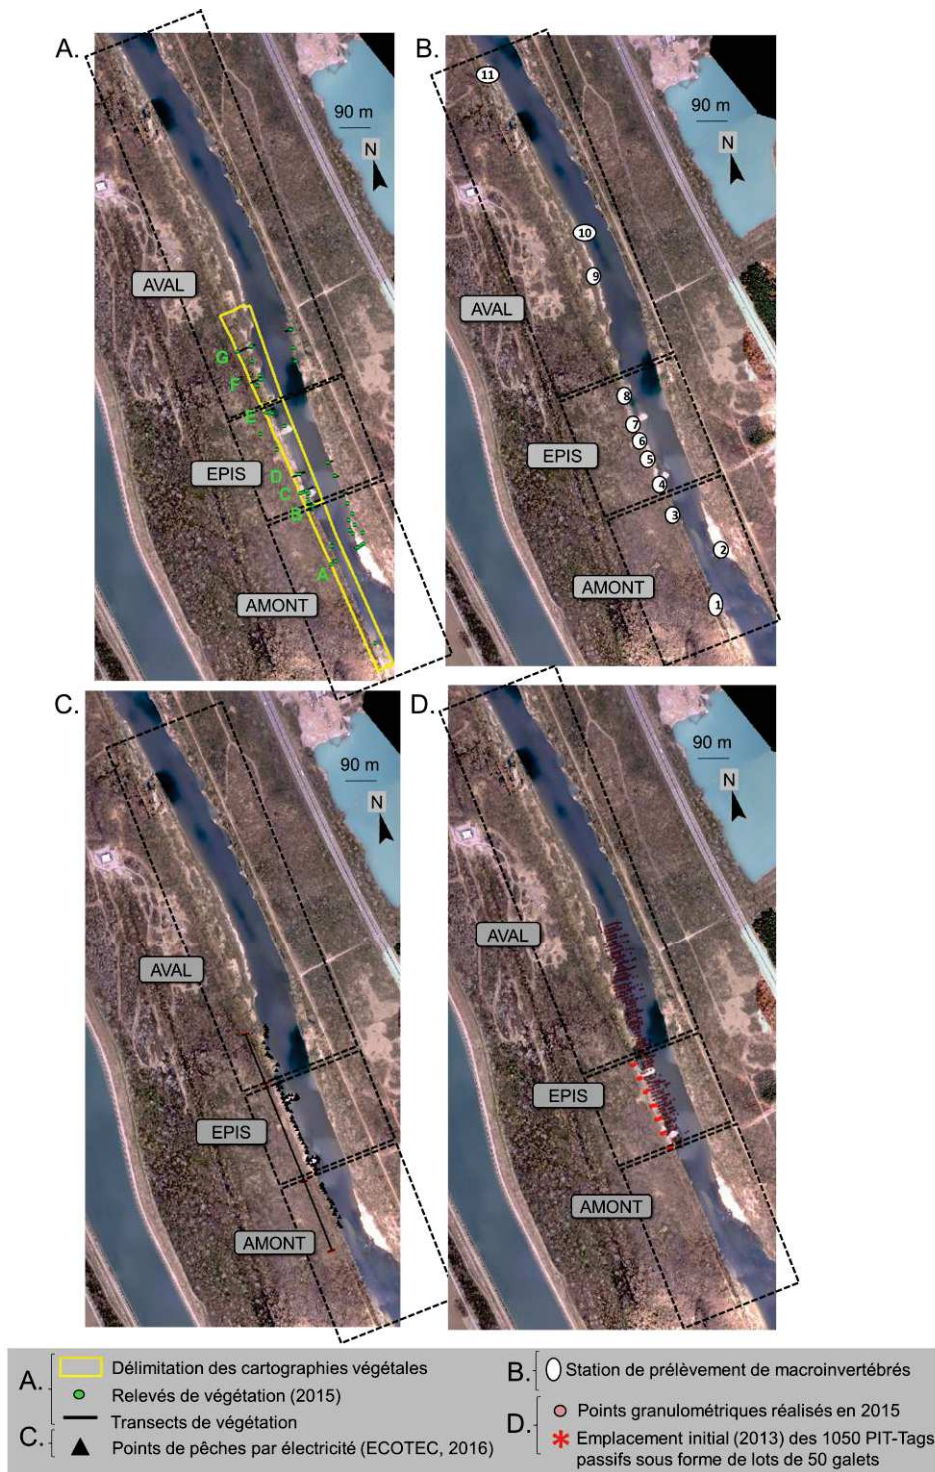 A.
90 m
N
AVAL
G
F
E
EPIS
D
C
B
A
AMONT
B.
11
90 m
N
10
9
AVAL
8
7
6
5
4
EPIS
3
2
1
AMONT
C.
90 m
N
AVAL
EPIS
AMONT
D.
90 m
N
AVAL
EPIS
AMONT
A.
Délimitation des cartographies végétales
Relevés de végétation (2015)
Transects de végétation
C.
Points de pêches par électricité (ECOTEC, 2016)
B.
Station de prélèvement de macroinvertébrés
D.
Points granulométriques réalisés en 2015
Emplacement initial (2013) des 1050 PIT-Tags
passifs sous forme de lots de 50 galets